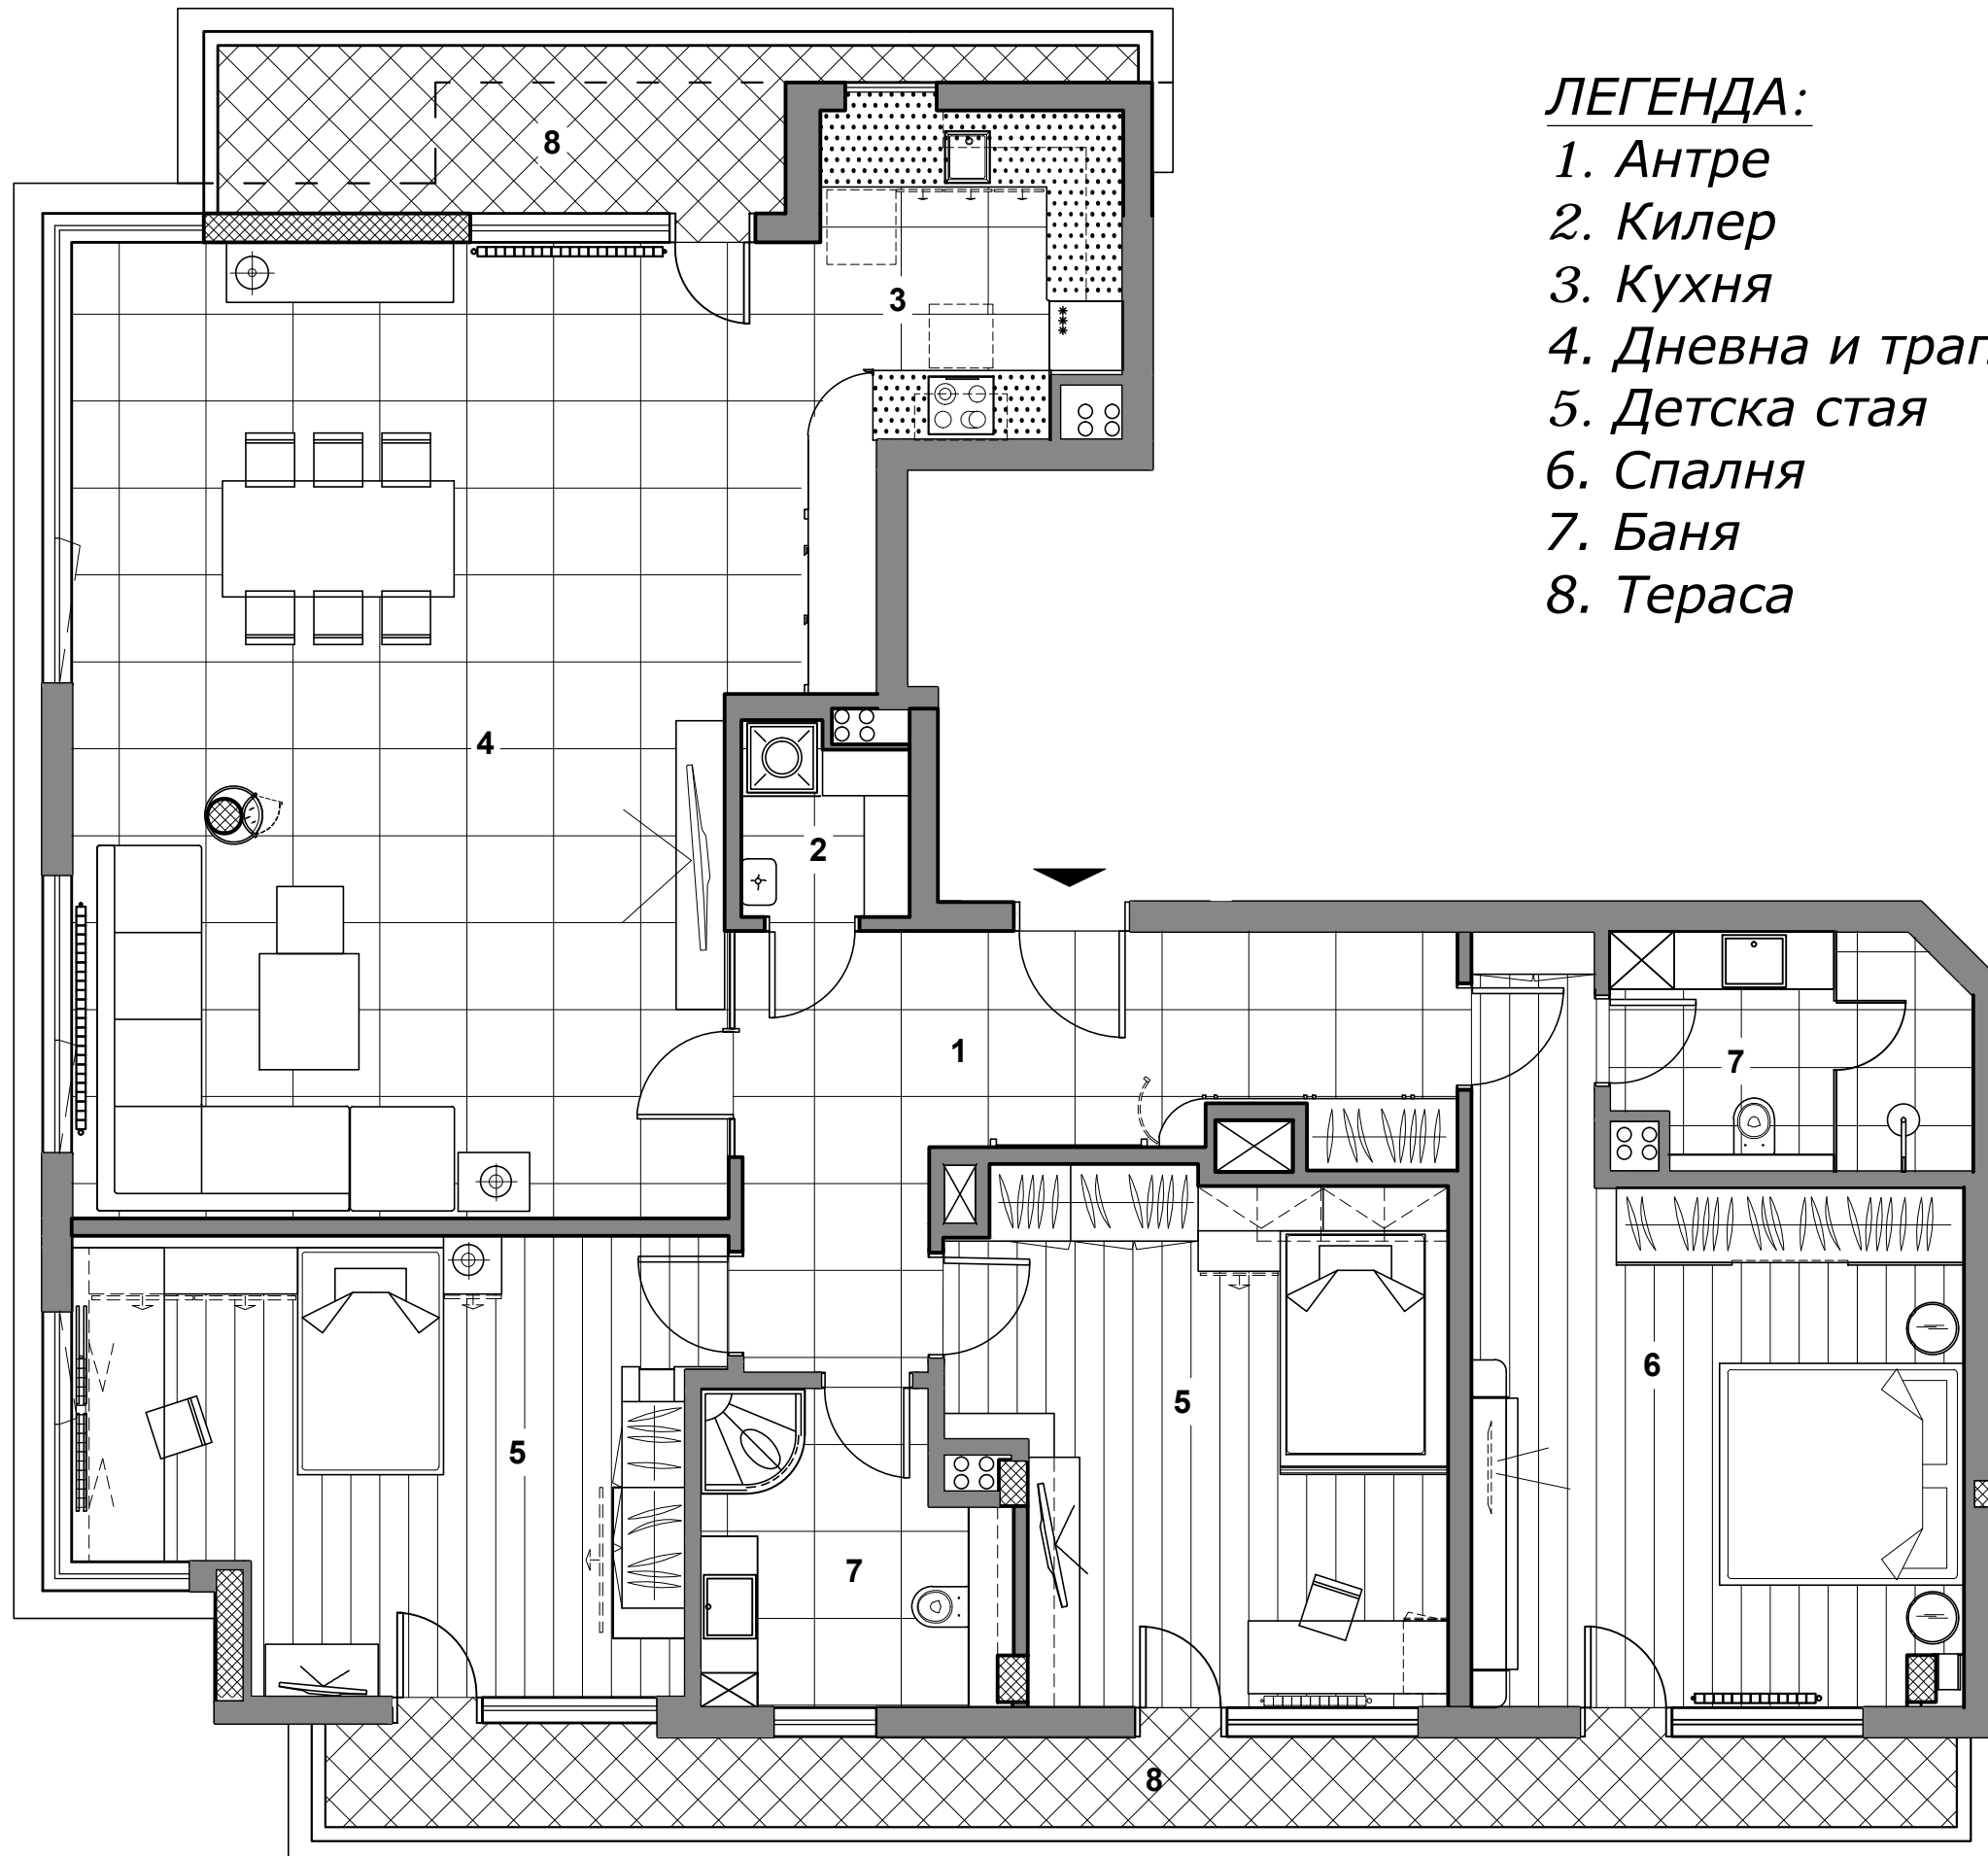 ЛЕГЕНДА:
1. Антре
2. Килер
3. Кухня
4. Дневна и трап
5. Детска стая
6. Спалня
7. Баня
8. Тераса
8
3
4
2
1
7
6
5
5
7
8